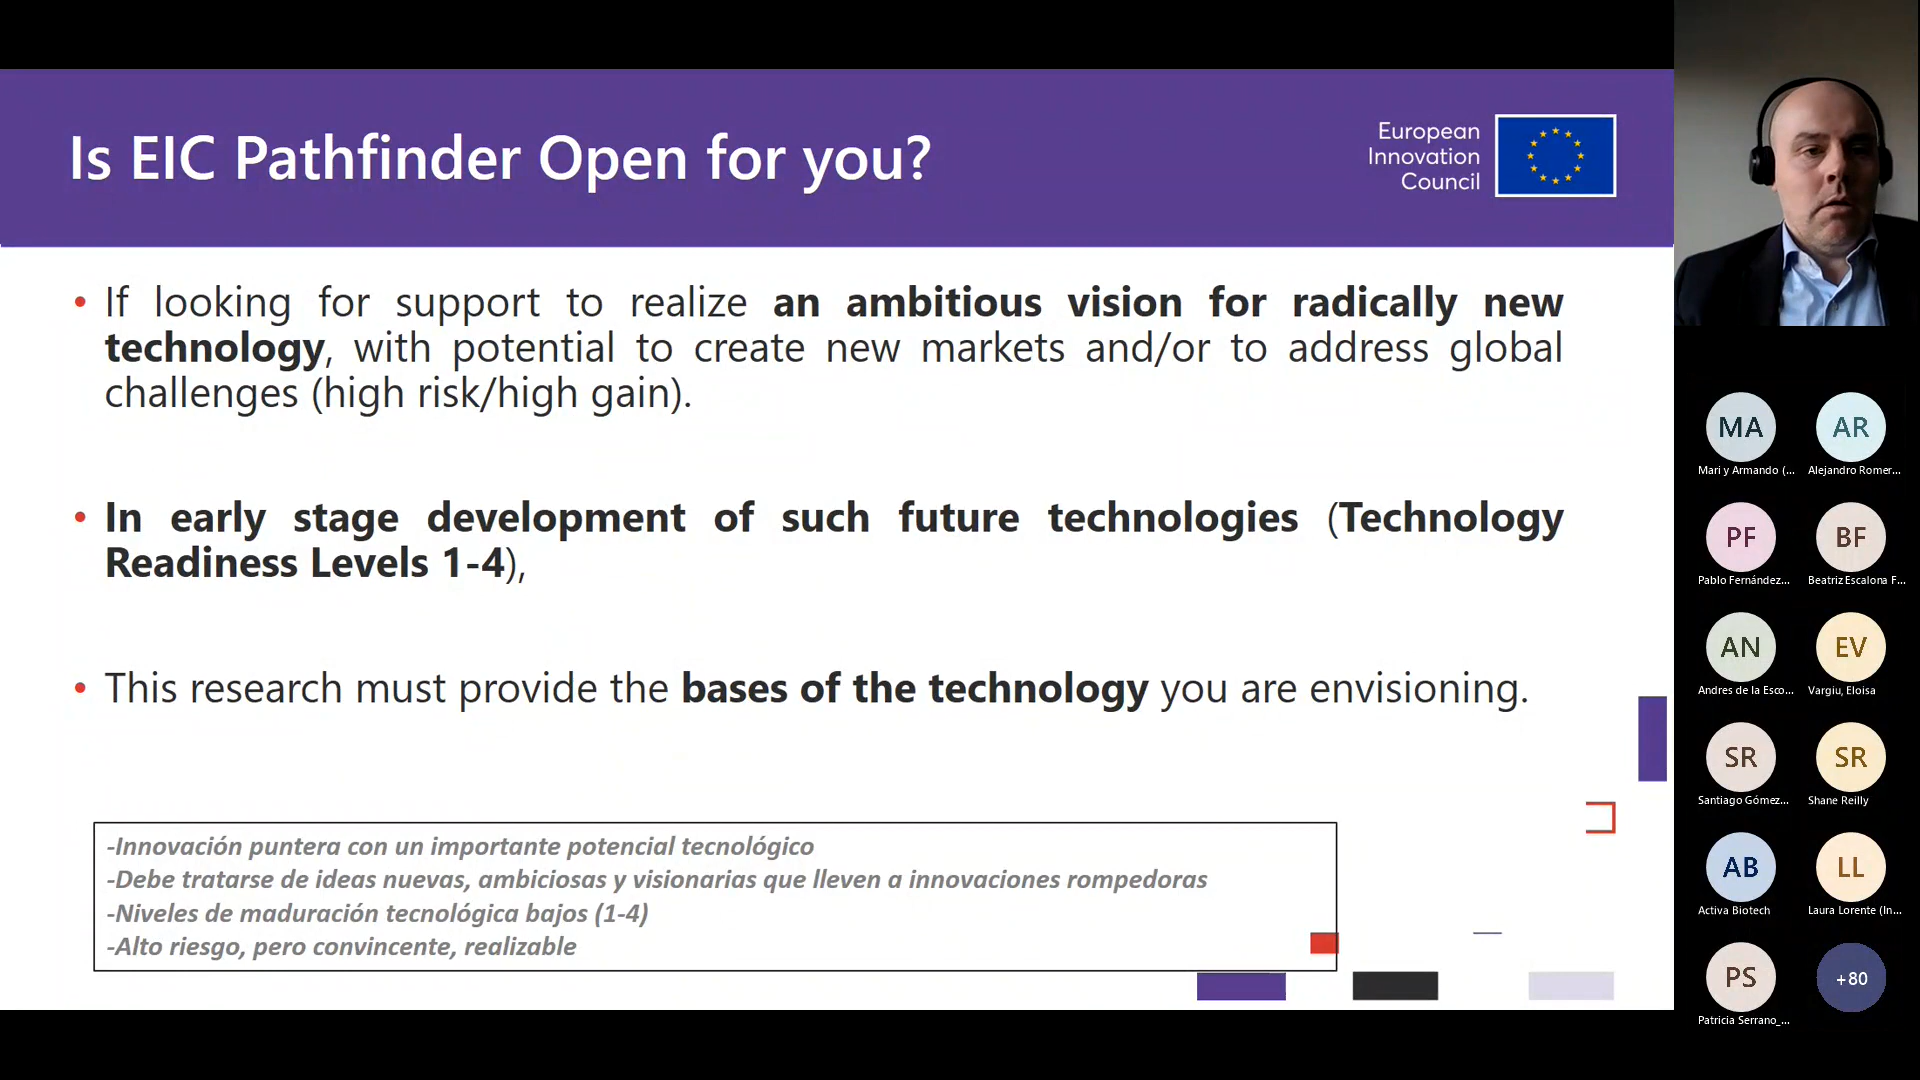 Is EIC Pathfinder Open for you?
European
Innovation
Council
• If looking for support to realize an ambitious vision for radically new
technology, with potential to create new markets and/or to address global
challenges (high risk/high gain).
• In early stage development of such future technologies (Technology
Readiness Levels 1-4),
• This research must provide the bases of the technology you are envisioning.
-Innovación puntera con un importante potencial tecnológico
-Debe tratarse de ideas nuevas, ambiciosas y visionarias que lleven a innovaciones rompedoras
-Niveles de maduración tecnológica bajos (1-4)
-Alto riesgo, pero convincente, realizable
MA
AR
Mari y Armando (...
Alejandro Romer...
PF
BF
Pablo Fernández...
Beatriz Escalona F...
AN
EV
Andres de la Esco...
Vargiu, Eloisa
SR
SR
Santiago Gómez...
Shane Reilly
AB
LL
Activa Biotech
Laura Lorente (In...
PS
+80
Patricia Serrano_...